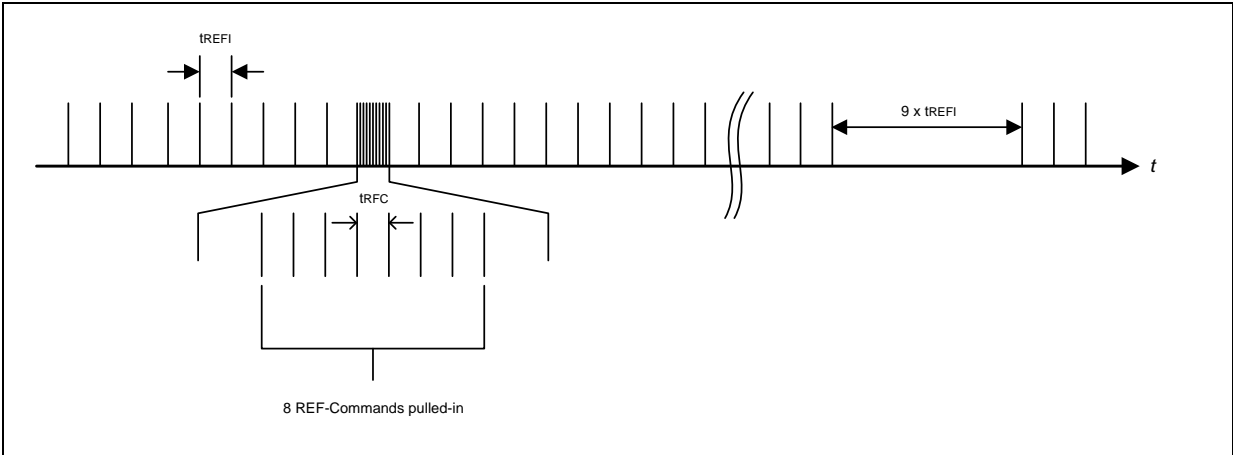 tREFI
9 x tREFI
t
tRFC
8 REF-Commands pulled-in